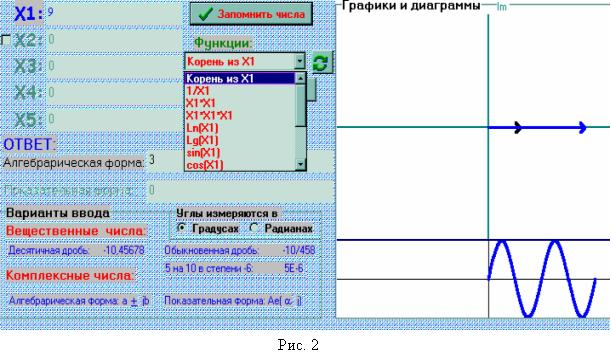 X1: 9
Запомнить числа
X2: 0
Функции:
X3: 0
Корень из X1
X4: 0
X5: 0
Корень из X1
1/X1
X1*X1
X1*X1*X1
Ln(X1)
Lg(X1)
sin(X1)
cos(X1)
ОТВЕТ:
Алгебрарическая форма: 3
Показательная форма: 0
Варианты ввода
Углы измеряются в
Градусах Радианах
Вещественные числа:
Десятичная дробь: -10,45678
Обыкновенная дробь: -10/458
5 на 10 в степени -6: 5E-6
Комплексные числа:
Алгебрарическая форма: a ± jb
Показательная форма: Ae( α j)
Графики и диаграммы
Im
Рис. 2